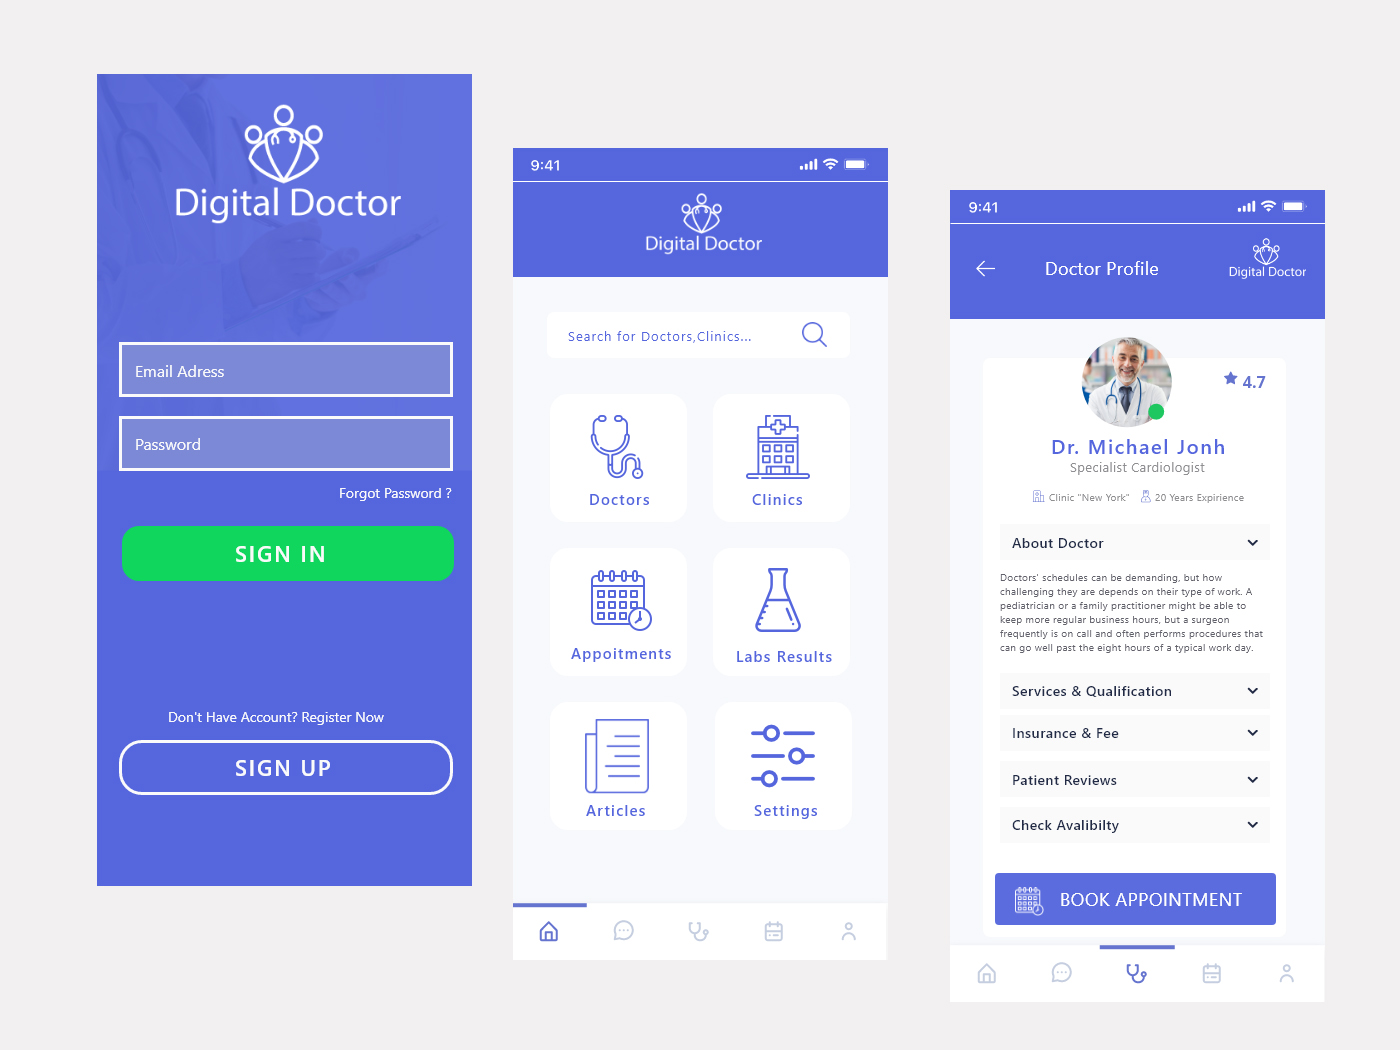 Digital Doctor
Email Adress
Password
Forgot Password ?
SIGN IN
Don't Have Account? Register Now
SIGN UP
9:41
Digital Doctor
Search for Doctors,Clinics...
Doctors
Clinics
Appoitments
Labs Results
Articles
Settings
9:41
Doctor Profile
Digital Doctor
4.7
Dr. Michael Jonh
Specialist Cardiologist
Clinic "New York"
20 Years Expirience
About Doctor
Doctors' schedules can be demanding, but how
challenging they are depends on their type of work. A
pediatrician or a family practitioner might be able to
keep more regular business hours, but a surgeon
frequently is on call and often performs procedures that
can go well past the eight hours of a typical work day.
Services & Qualification
Insurance & Fee
Patient Reviews
Check Avalibilty
BOOK APPOINTMENT